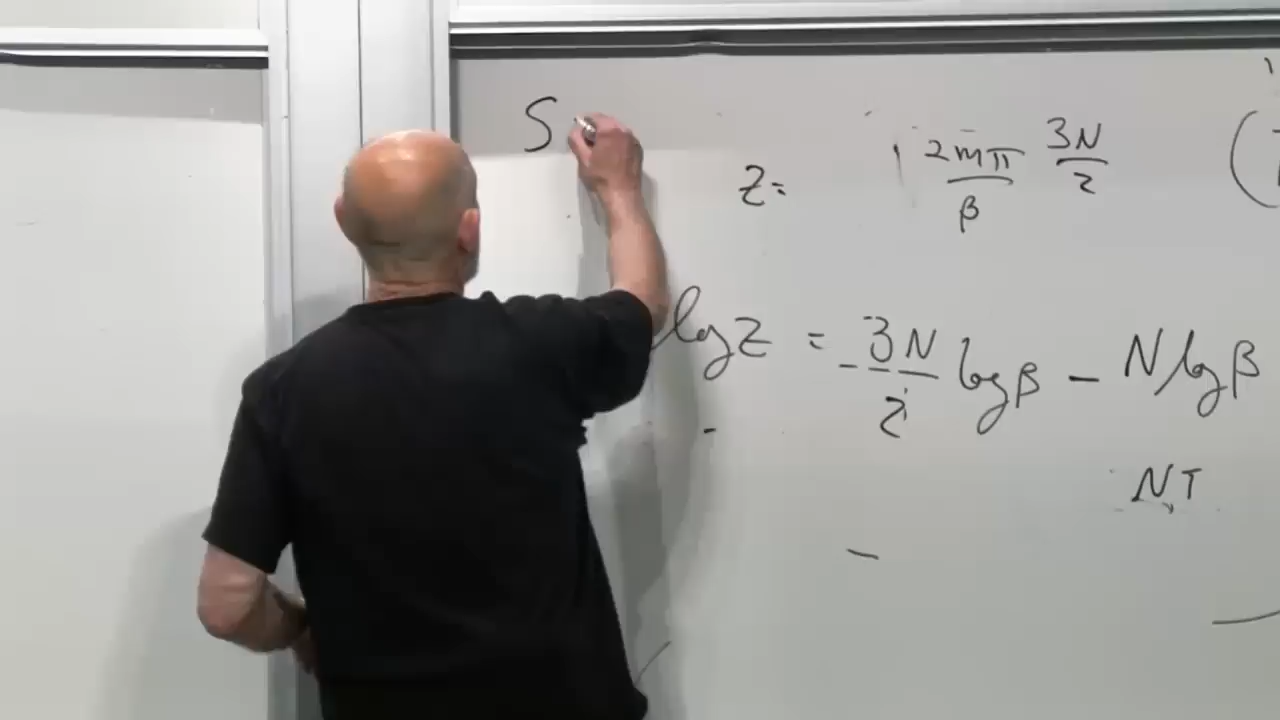 S
Z = (2mπ/β 3N/2 (
log Z = -3N/2 log β - N log β
NT